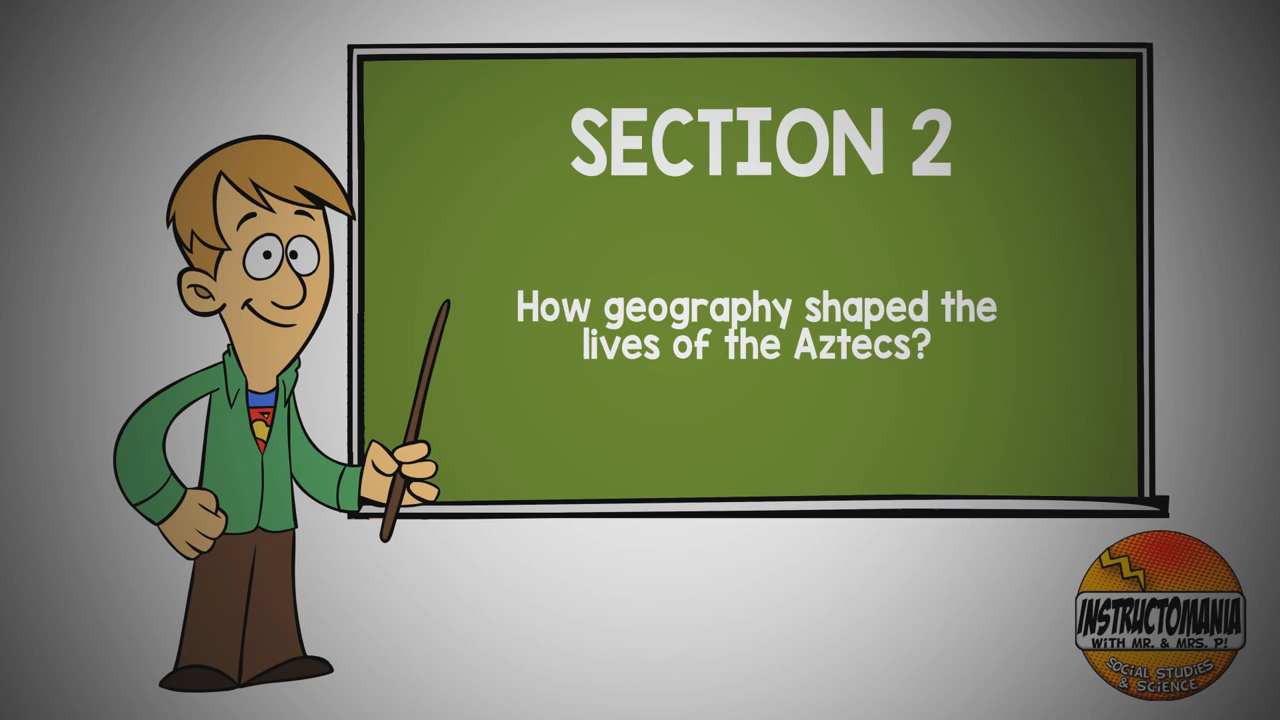 SECTION 2
How geography shaped the
lives of the Aztecs?
INSTRUCTOMANIA
WITH MR. & MRS. P!
SOCIAL STUDIES
& SCIENCE